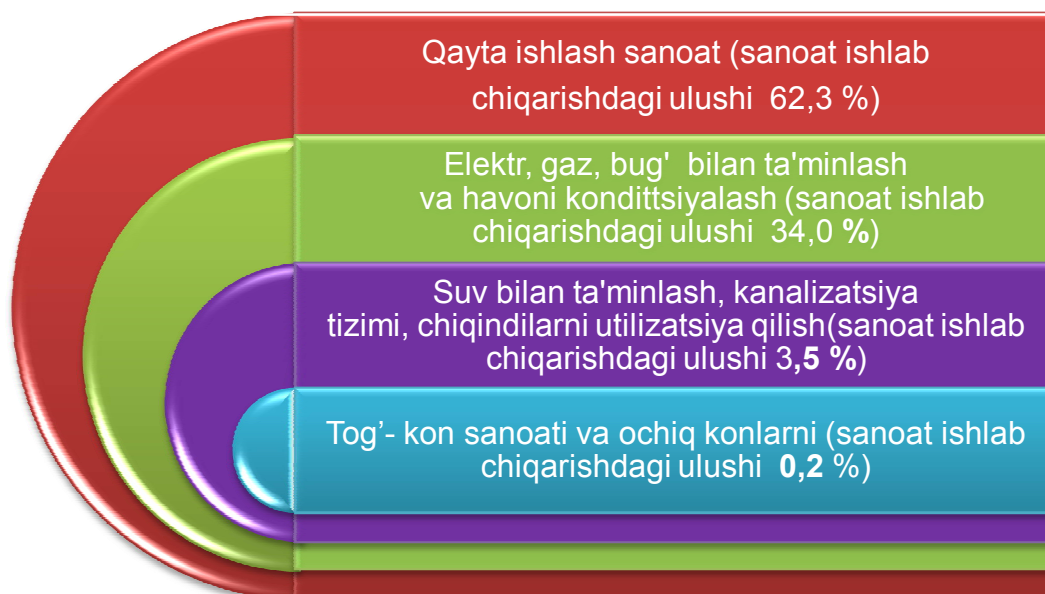 Qayta ishlash sanoat (sanoat ishlab
chiqarishdagi ulushi 62,3 %)
Elektr, gaz, bug' bilan ta'minlash
va havoni kondittsiyalash (sanoat ishlab
chiqarishdagi ulushi 34,0 %)
Suv bilan ta'minlash, kanalizatsiya
tizimi, chiqindilarni utilizatsiya qilish(sanoat ishlab
chiqarishdagi ulushi 3,5 %)
Tog’- kon sanoati va ochiq konlarni (sanoat ishlab
chiqarishdagi ulushi 0,2 %)